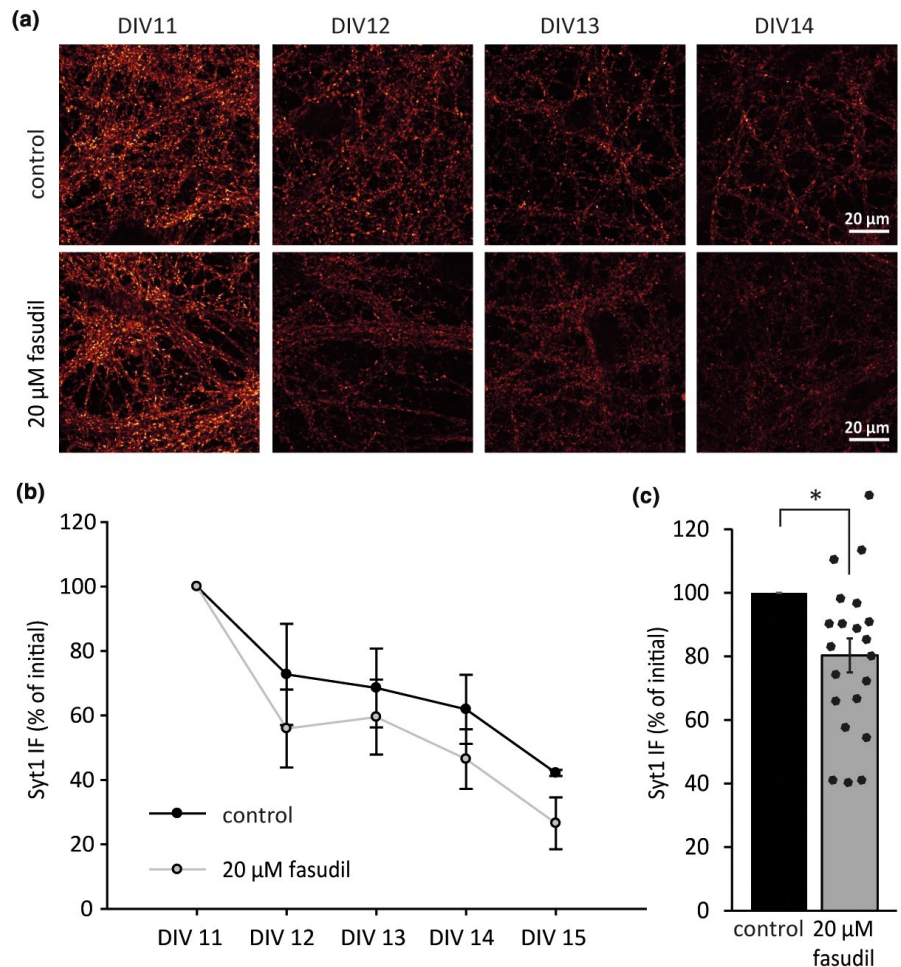 (a)
DIV11 DIV12 DIV13 DIV14
control
20 µm
20 µM fasudil
20 µm
(b)
120
100
80
60
40
20
0
Syt1 IF (% of initial)
control
20 µM fasudil
DIV 11 DIV 12 DIV 13 DIV 14 DIV 15
(c)
*
120
100
80
60
40
20
0
Syt1 IF (% of initial)
control 20 µM
fasudil